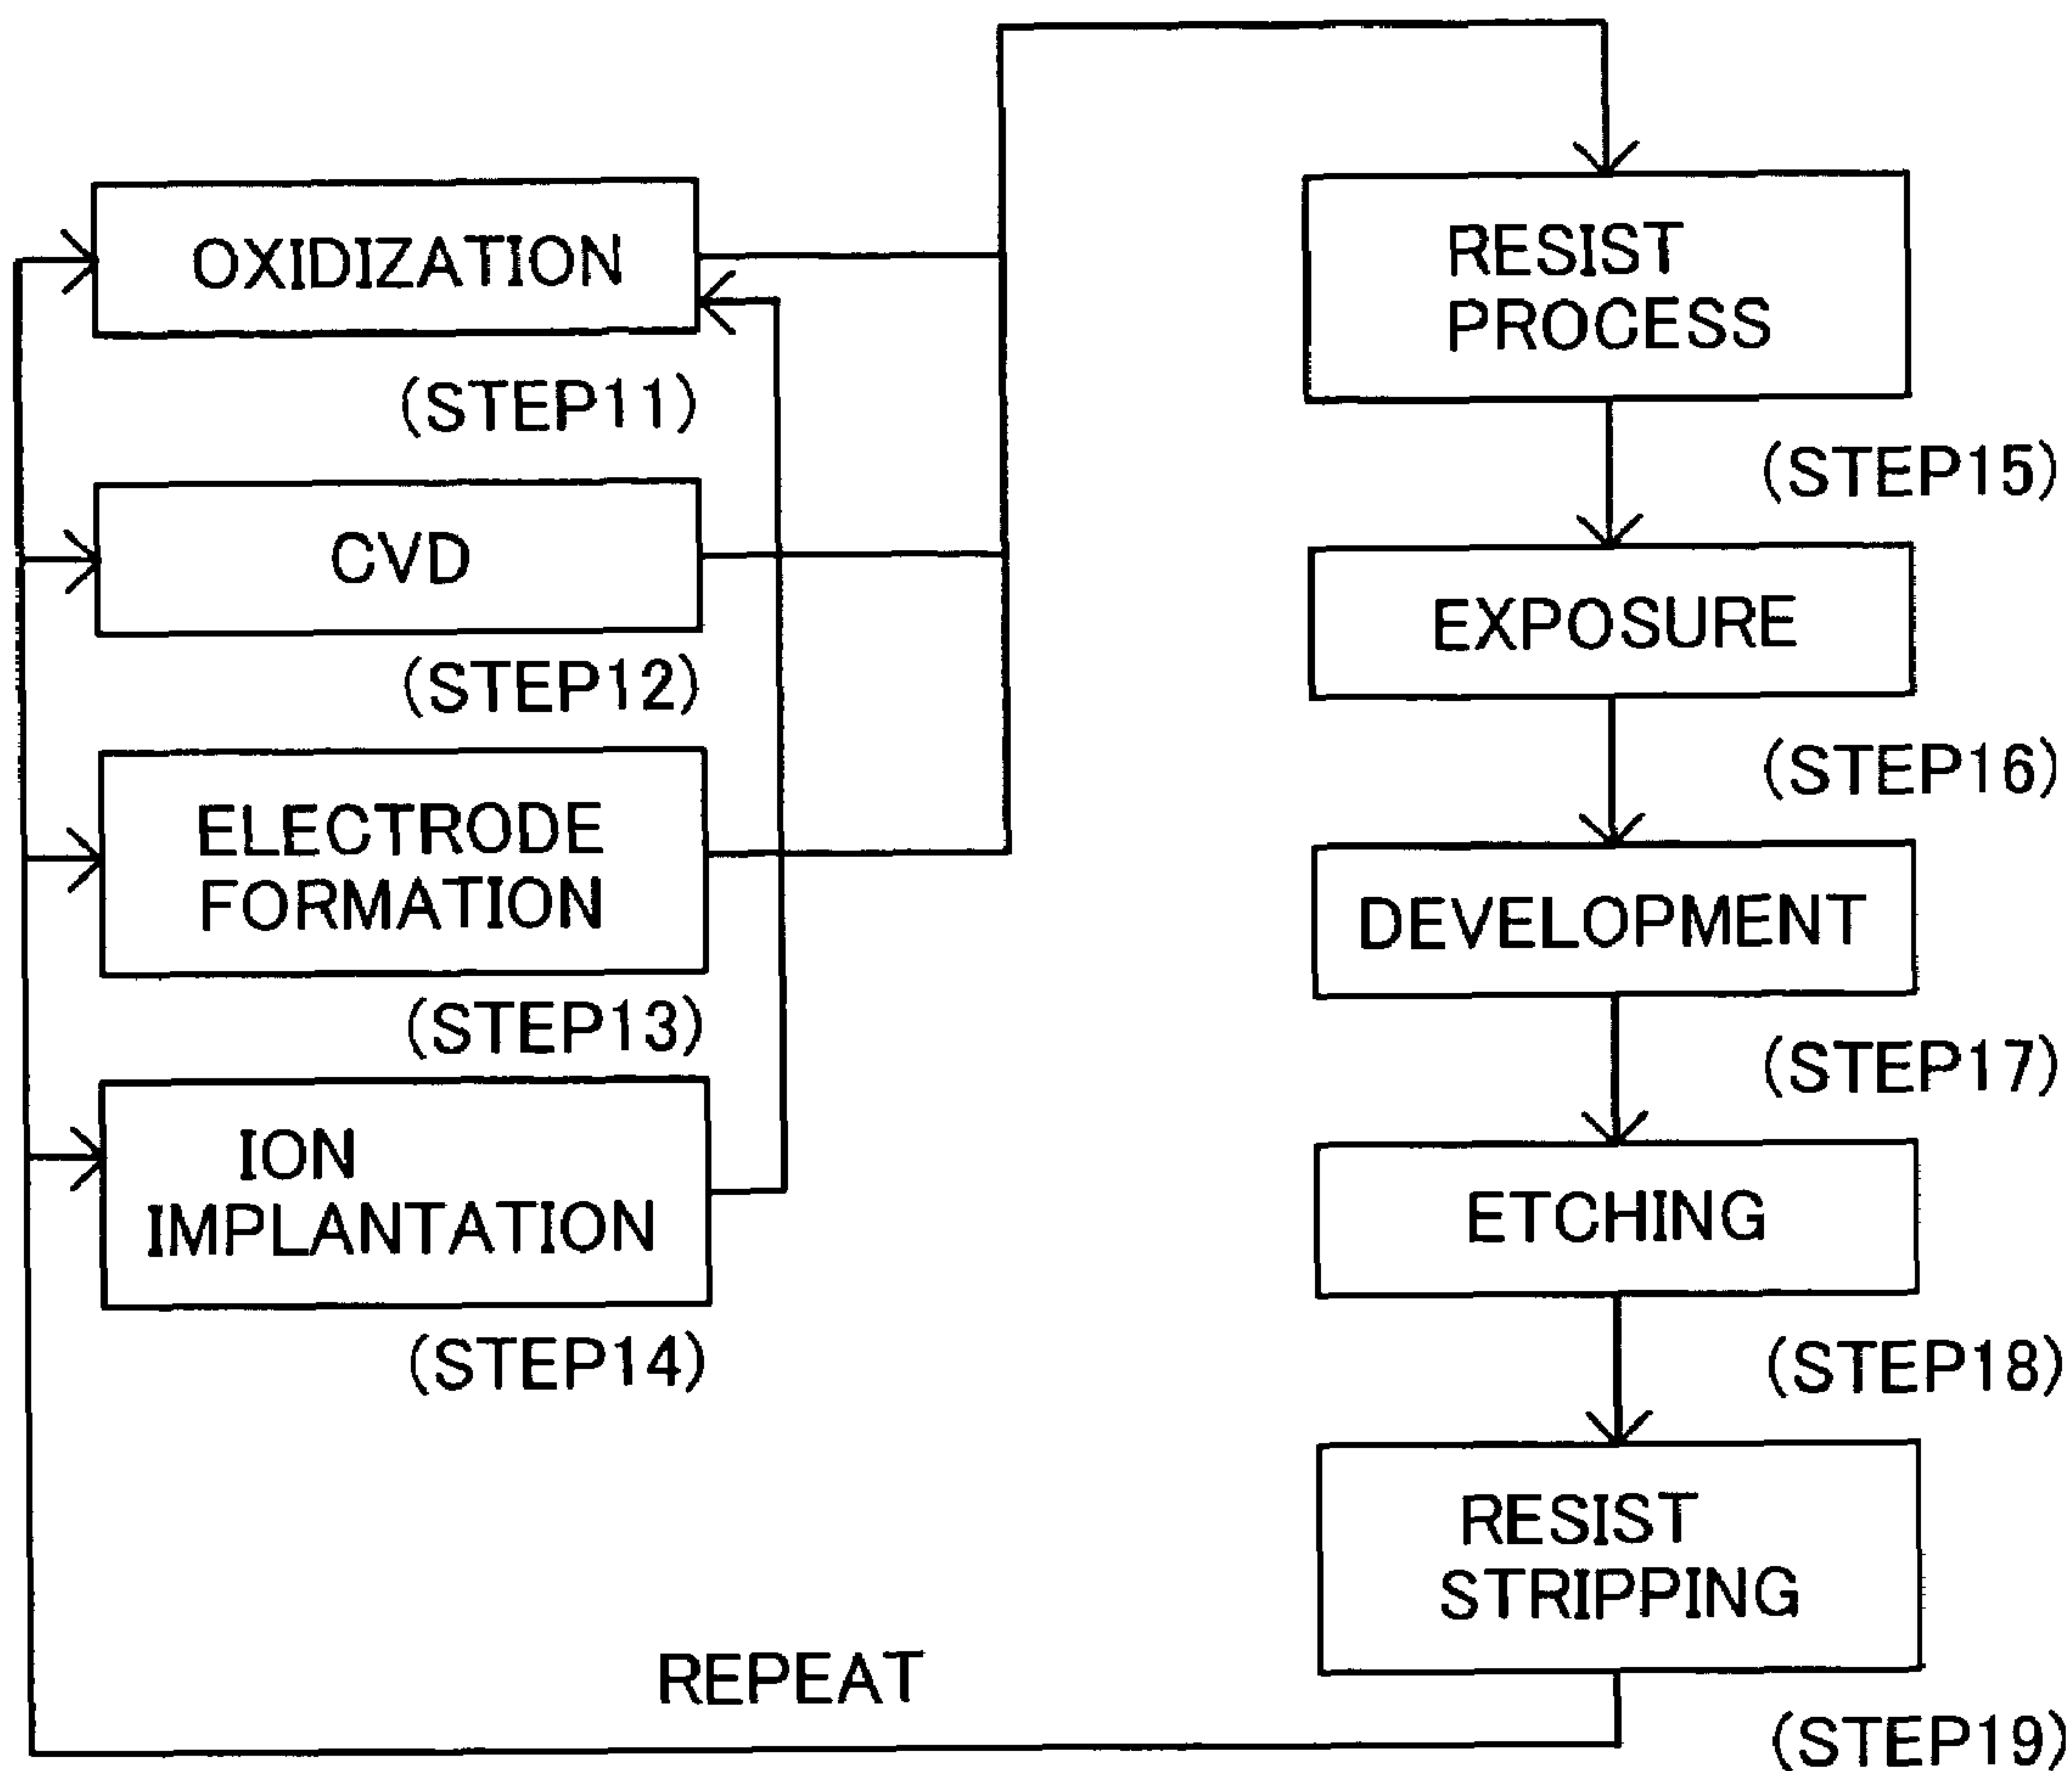 OXIDIZATION
(STEP11)
CVD
(STEP12)
ELECTRODE
FORMATION
(STEP13)
ION
IMPLANTATION
(STEP14)
RESIST
PROCESS
(STEP15)
EXPOSURE
(STEP16)
DEVELOPMENT
(STEP17)
ETCHING
(STEP18)
RESIST
STRIPPING
(STEP19)
REPEAT